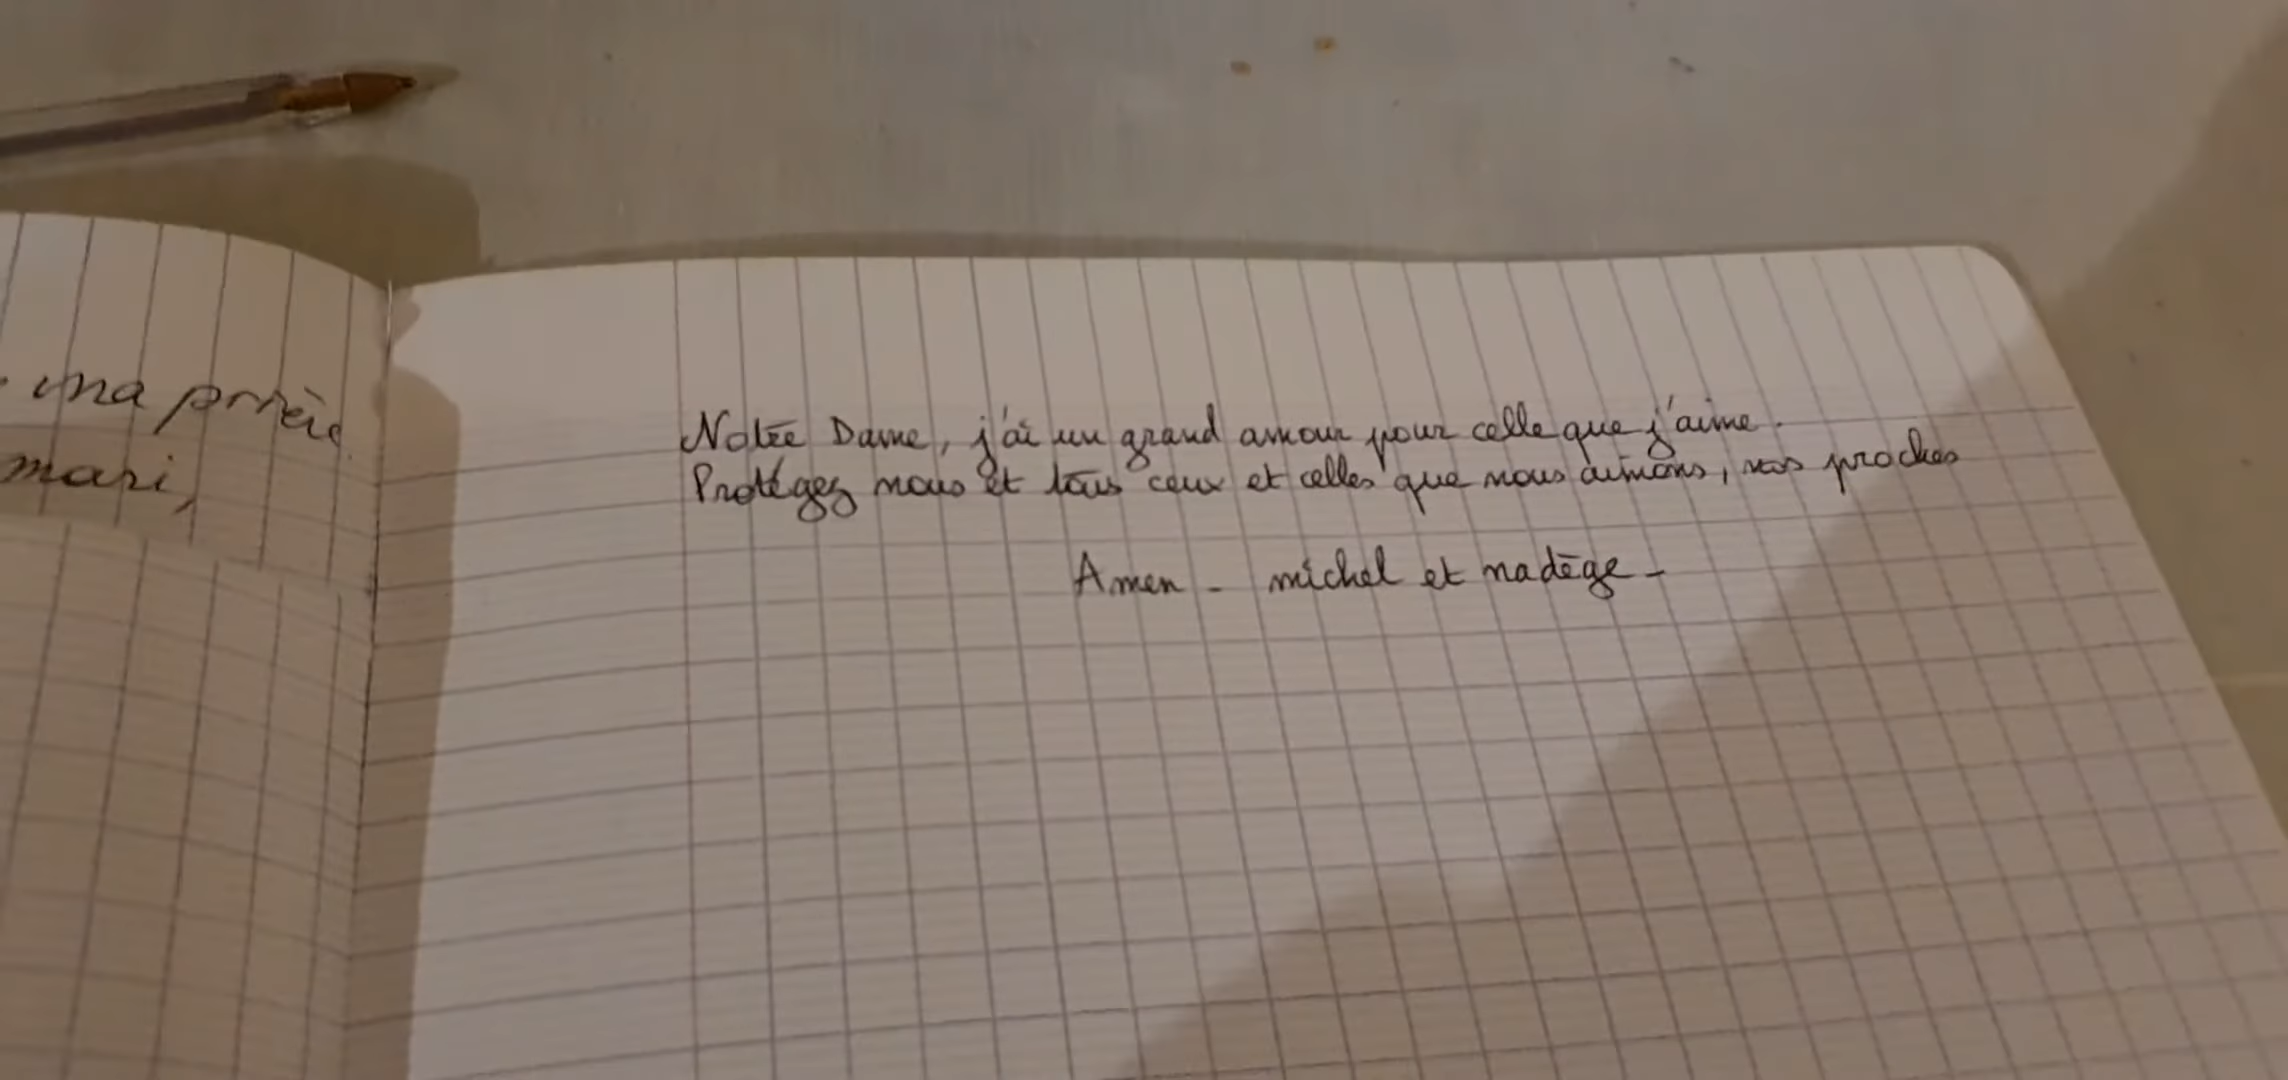 ma prière
mari,
Notre Dame, j'ai un grand amour pour celle que j'aime.
Protégez nous et tous ceux et celles que nous aimons, nos proches
Amen - michel et nadège -